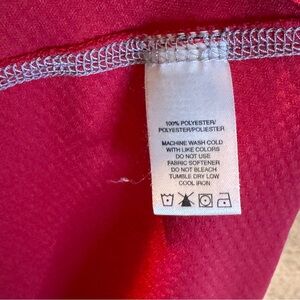 100% POLYESTER/
POLYESTER/POLIESTER
MACHINE WASH COLD
WITH LIKE COLORS
DO NOT USE
FABRIC SOFTENER
DO NOT BLEACH
TUMBLE DRY LOW
COOL IRON